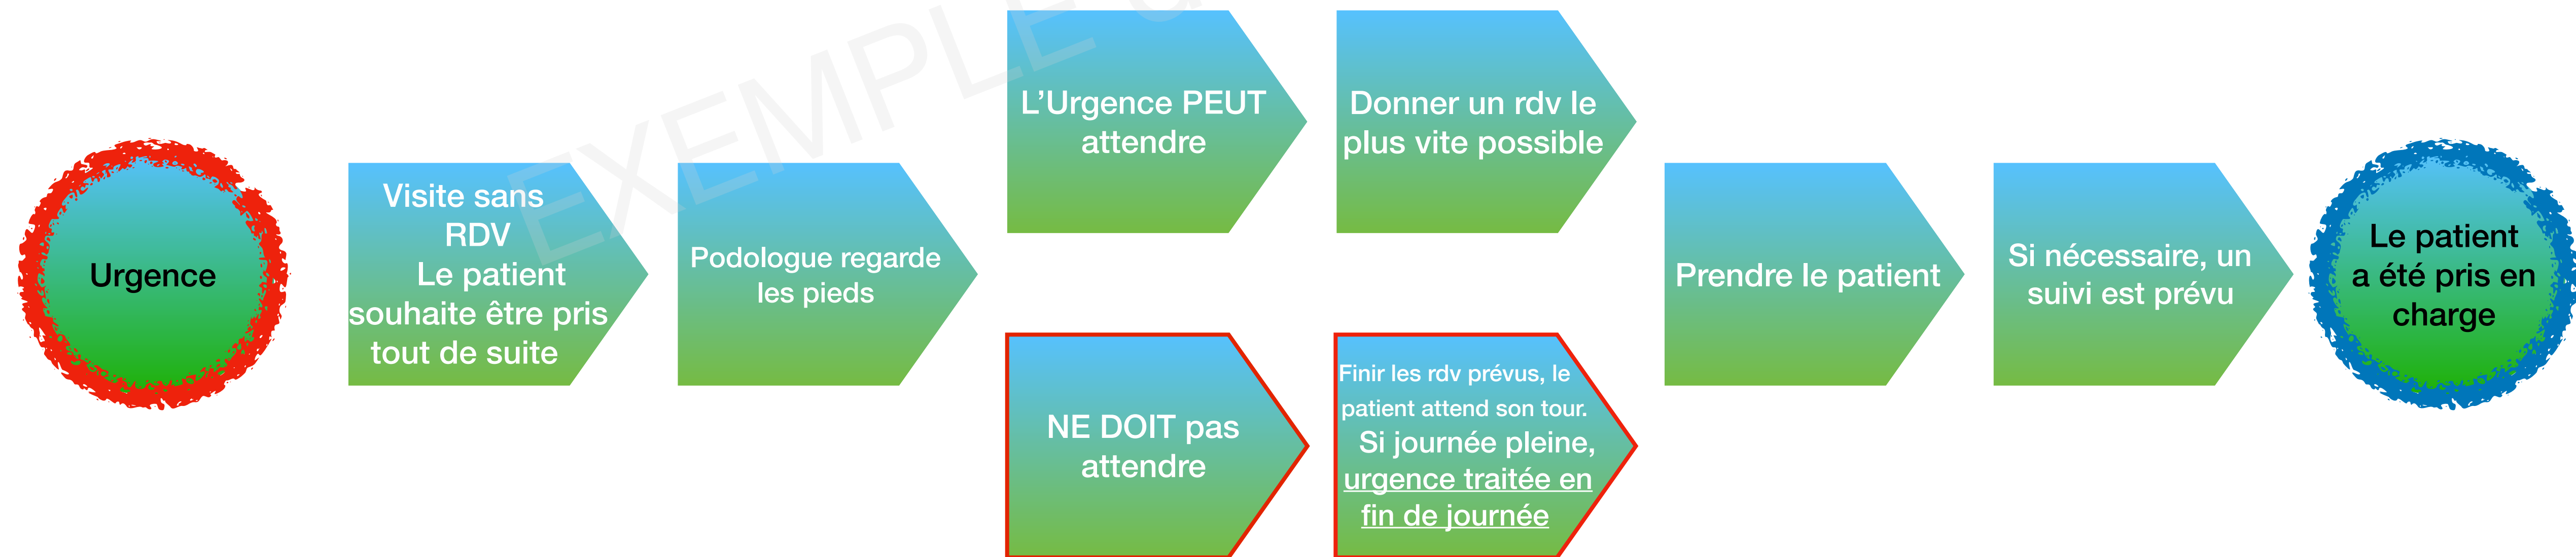 Urgence
Visite sans
RDV
Le patient
souhaite être pris
tout de suite
Podologue regarde
les pieds
L'Urgence PEUT
attendre
Donner un rdv le
plus vite possible
NE DOIT pas
attendre
Finir les rdv prévus, le
patient attend son tour.
Si journée pleine,
urgence traitée en
fin de journée
Prendre le patient
Si nécessaire, un
suivi est prévu
Le patient
a été pris en
charge
EXEMPLE